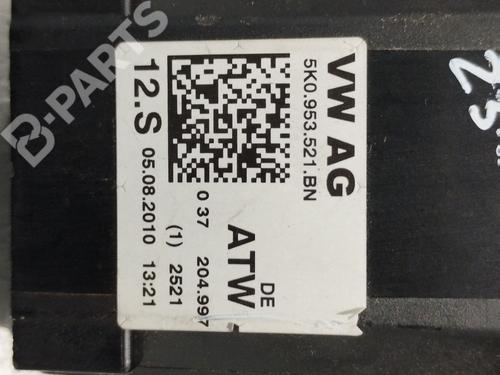 VW AG
5K0.953.521.BN
DE
ATW
0 37 204.997
12.S
05.08.2010 13:21
(1) 2521
B-PARTS